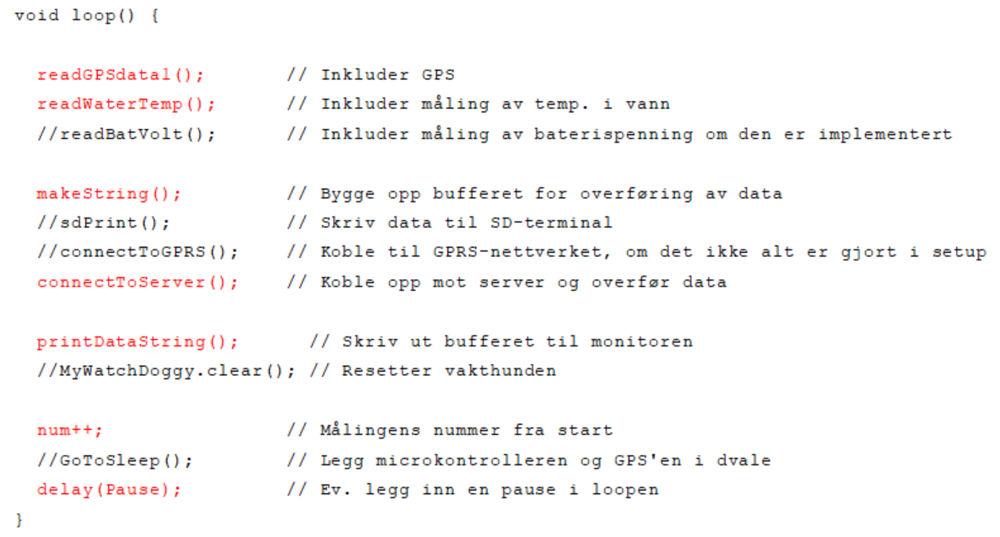 void loop() {
readGPSdata1(); // Inkluder GPS
readWaterTemp(); // Inkluder måling av temp. i vann
//readBatVolt(); // Inkluder måling av baterispenning om den er implementert
makeString(); // Bygge opp bufferet for overføring av data
//sdPrint(); // Skriv data til SD-terminal
//connectToGPRS(); // Koble til GPRS-nettverket, om det ikke alt er gjort i setup
connectToServer(); // Koble opp mot server og overfør data
printDataString(); // Skriv ut bufferet til monitoren
//MyWatchDoggy.clear(); // Resetter vakthunden
num++; // Målingens nummer fra start
//GoToSleep(); // Legg microkontrolleren og GPS'en i dvale
delay(Pause); // Ev. legg inn en pause i loopen
}